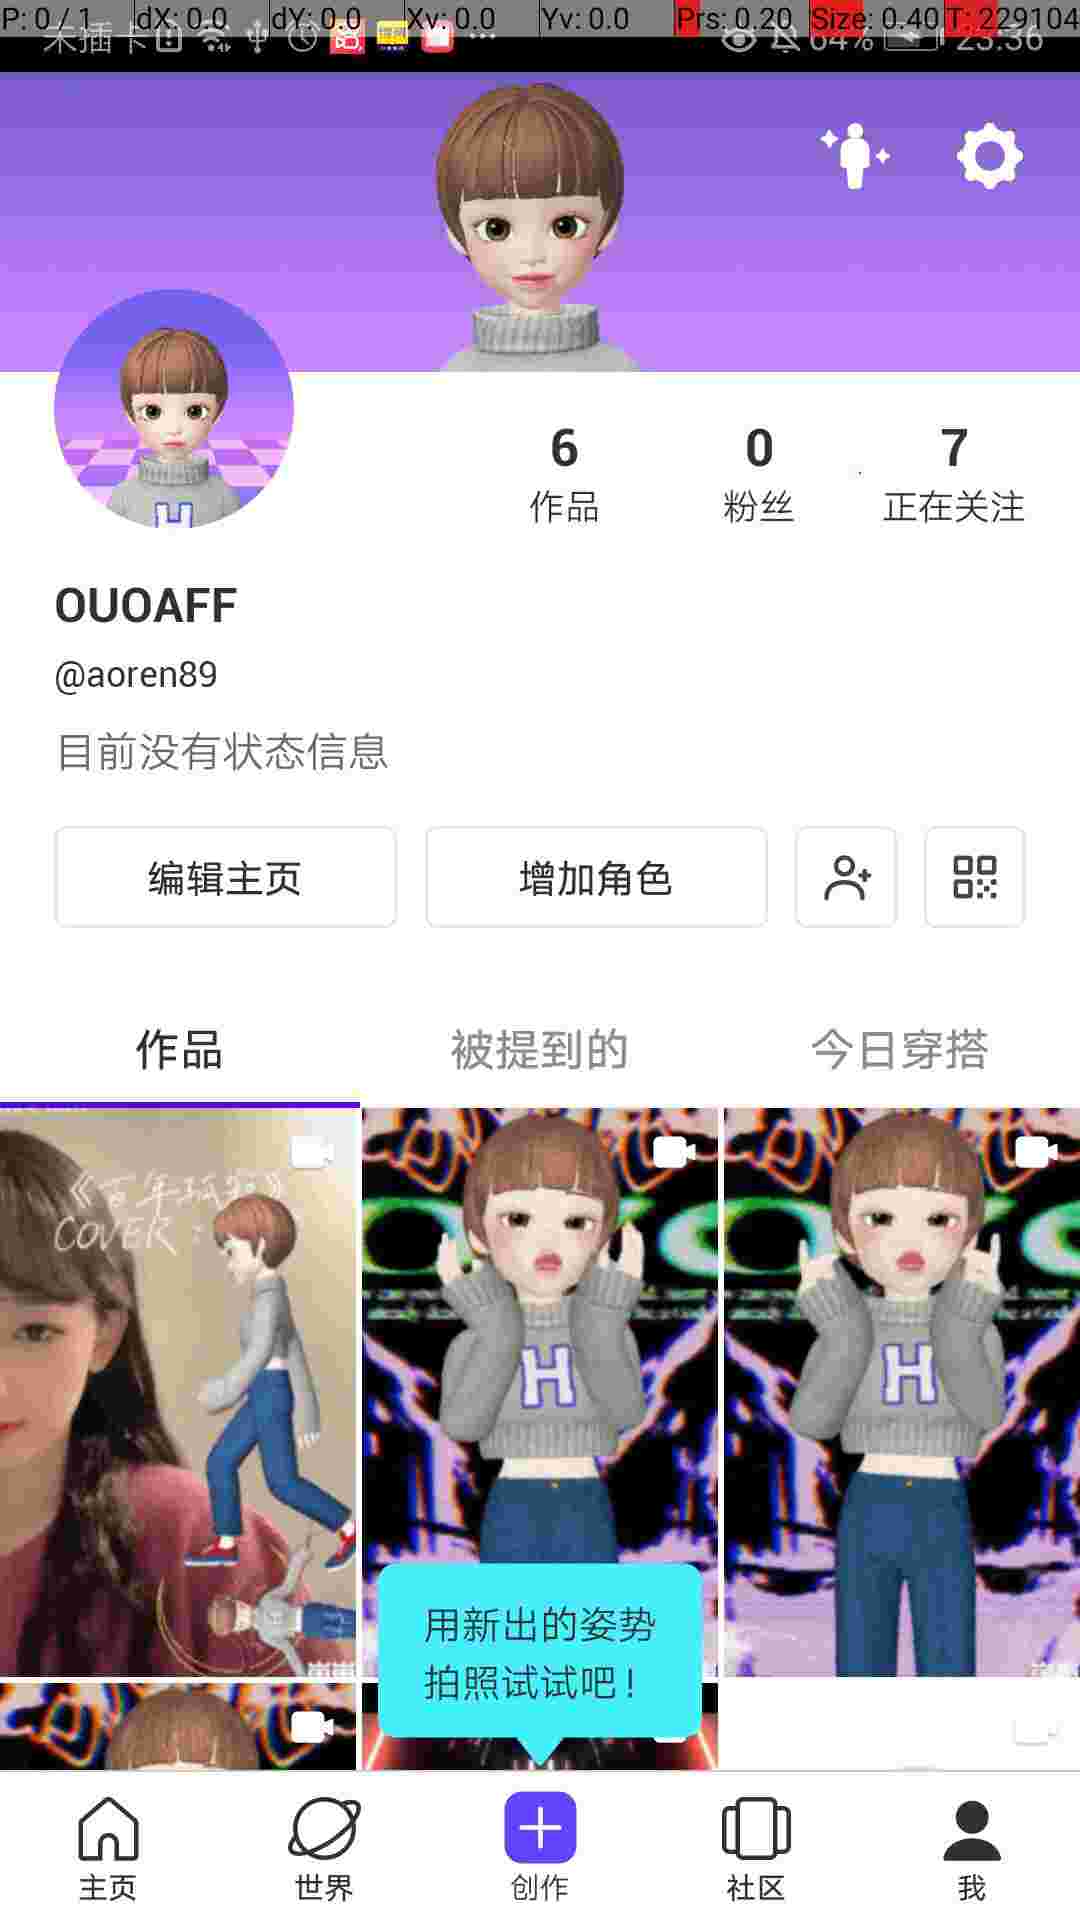 P: 0 / 1 dX: 0.0 dY: 0.0 Xv: 0.0 Yv: 0.0 Prs: 0.20 Size: 0.40 T: 229104
未插卡 64% 23:36
6 0 7
作品 粉丝 正在关注
H
OUOAFF
@aoren89
目前没有状态信息
编辑主页 增加角色
作品 被提到的 今日穿搭
《百年孤寂》
COVER :
H H
用新出的姿势
拍照试试吧!
主页 世界 创作 社区 我